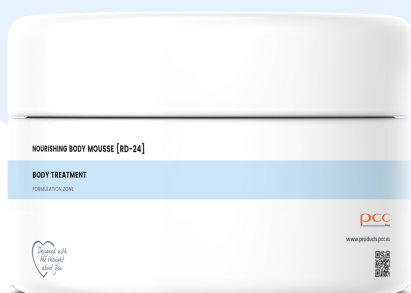 NOURISHING BODY MOUSSE [RD-24]
BODY TREATMENT
FORMULATION ZONE
pcc
www.products.pcc.eu
Designed with
the thought
about you